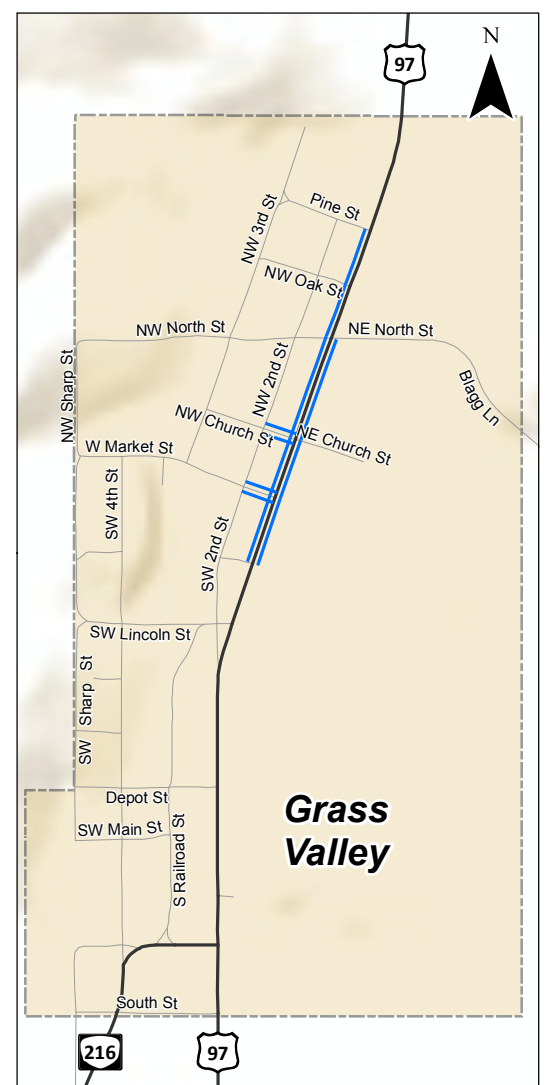 N
97
Pine St
NW 3rd St
NW Oak St
NW North St
NE North St
NW Sharp St
NW 2nd St
Blagg Ln
NW Church St
NE Church St
W Market St
SW 4th St
SW 2nd St
SW Lincoln St
SW Sharp St
Depot St
Grass
Valley
SW Main St
S Railroad St
South St
216
97